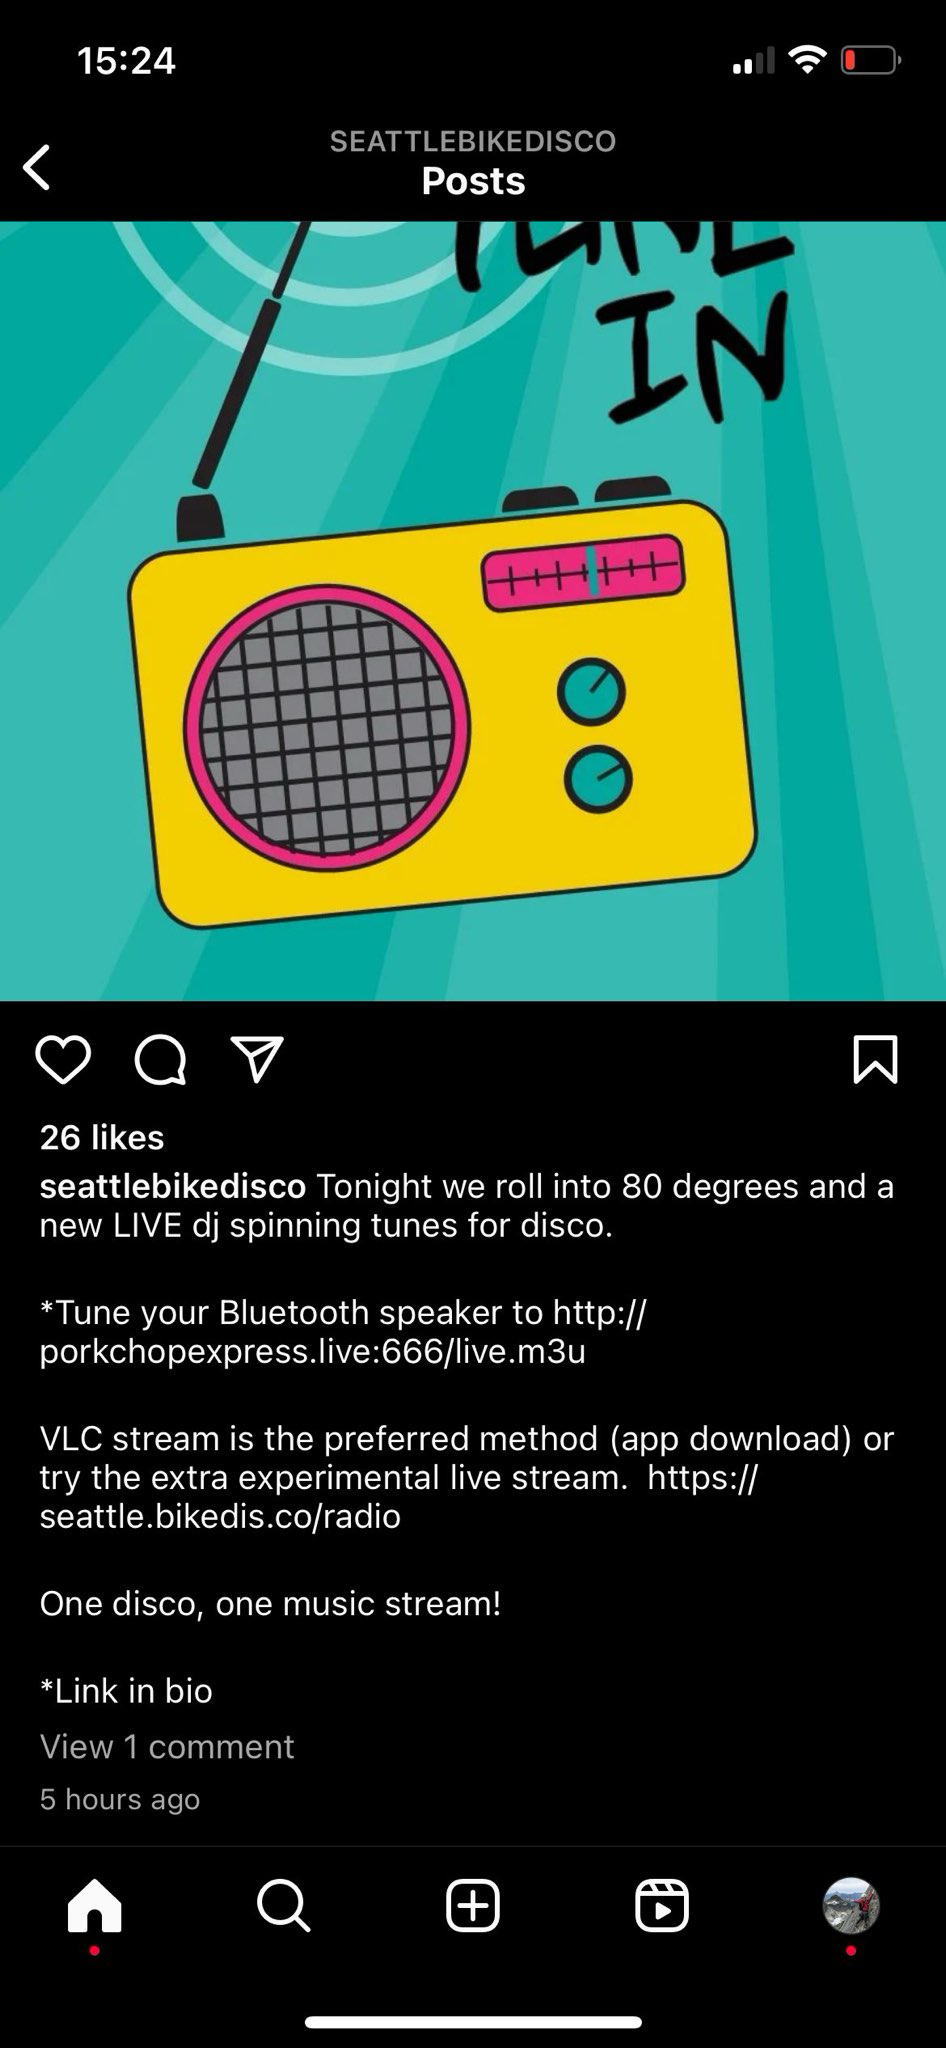 15:24
SEATTLEBIKEDISCO
Posts
TUNE
IN
26 likes
seattlebikedisco Tonight we roll into 80 degrees and a
new LIVE dj spinning tunes for disco.
*Tune your Bluetooth speaker to http://
porkchopexpress.live:666/live.m3u
VLC stream is the preferred method (app download) or
try the extra experimental live stream.  https://
seattle.bikedis.co/radio
One disco, one music stream!
*Link in bio
View 1 comment
5 hours ago